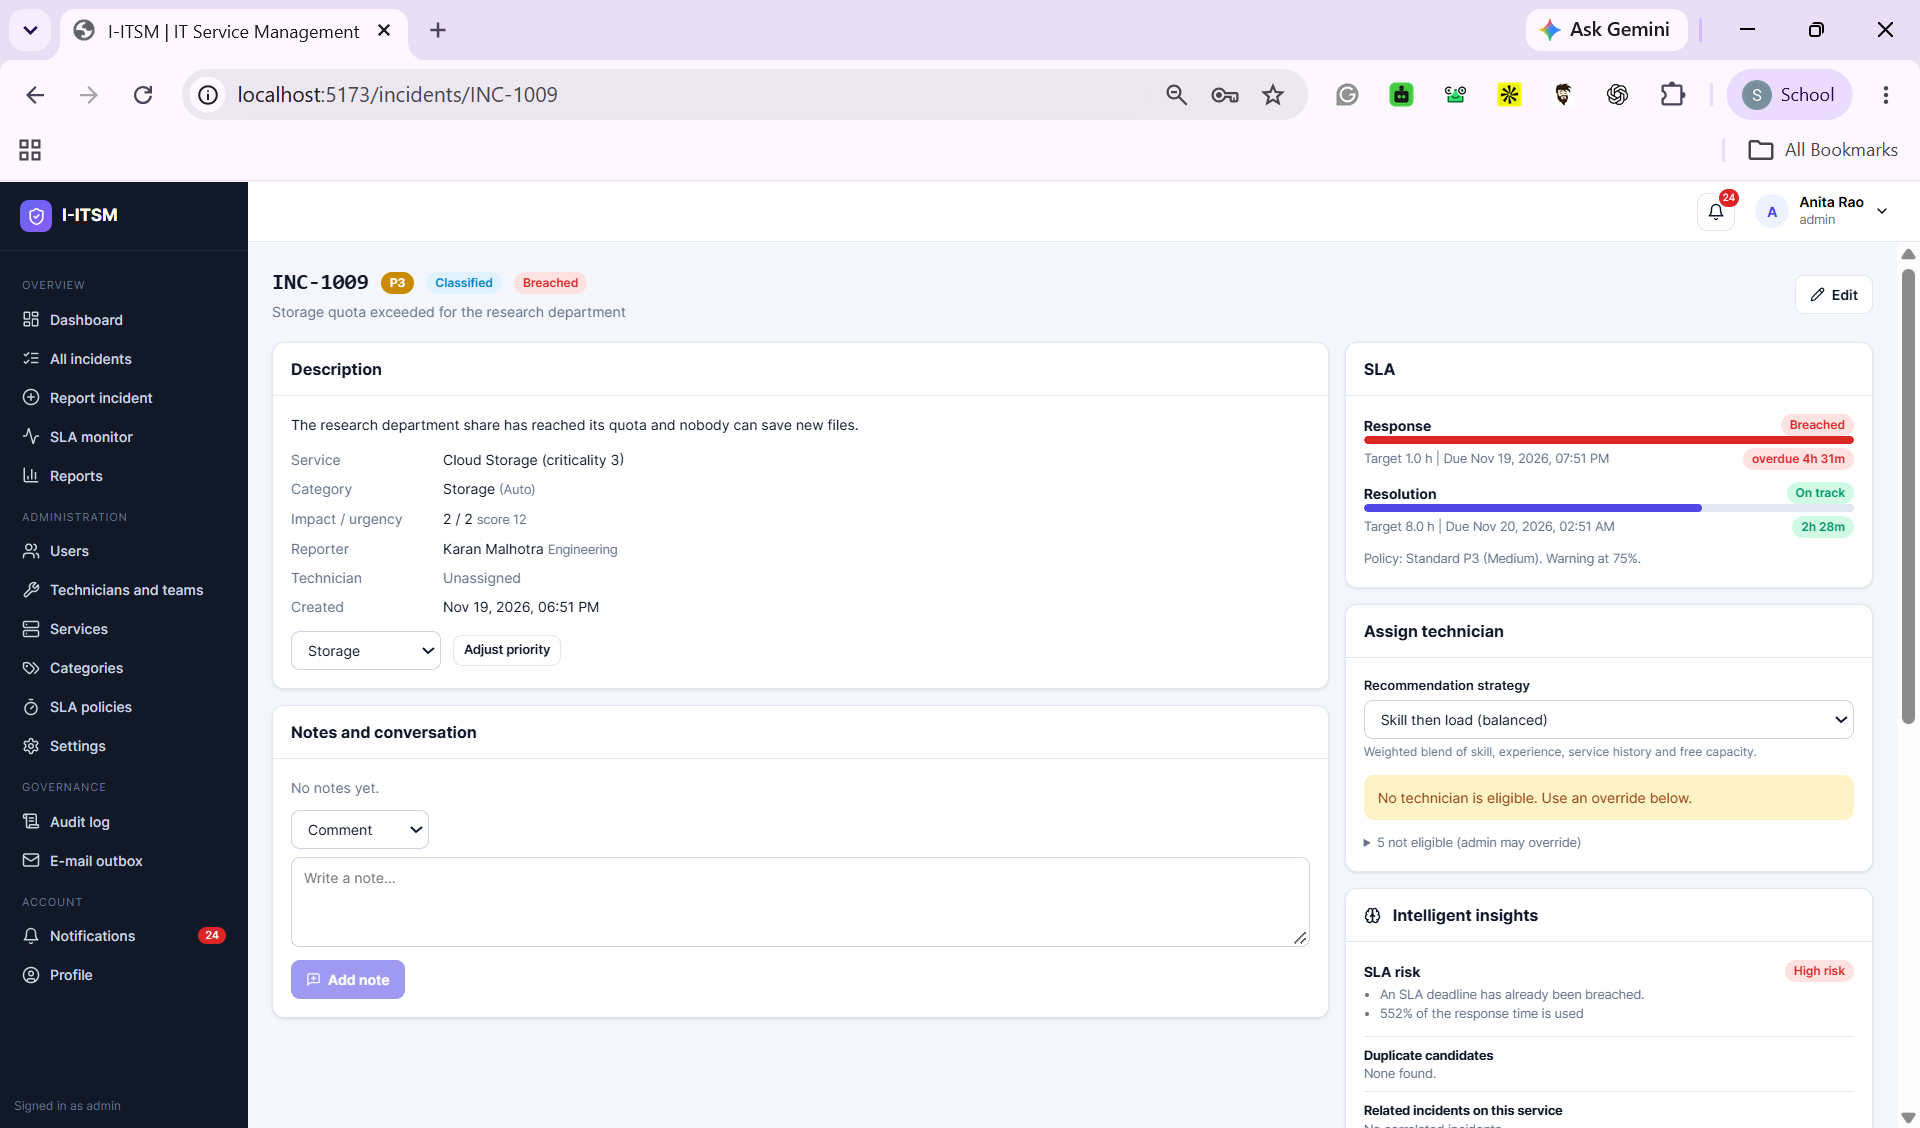 I-ITSM | IT Service Management
Ask Gemini
localhost:5173/incidents/INC-1009
S School
All Bookmarks
I-ITSM
OVERVIEW
Dashboard
All incidents
Report incident
SLA monitor
Reports
ADMINISTRATION
Users
Technicians and teams
Services
Categories
SLA policies
Settings
GOVERNANCE
Audit log
E-mail outbox
ACCOUNT
Notifications 24
Profile
Signed in as admin
24
A
Anita Rao
admin
INC-1009 P3 Classified Breached
Storage quota exceeded for the research department
Edit
Description
The research department share has reached its quota and nobody can save new files.
Service Cloud Storage (criticality 3)
Category Storage (Auto)
Impact / urgency 2 / 2 score 12
Reporter Karan Malhotra Engineering
Technician Unassigned
Created Nov 19, 2026, 06:51 PM
Storage Adjust priority
Notes and conversation
No notes yet.
Comment
Write a note...
Add note
SLA
Response Breached
Target 1.0 h | Due Nov 19, 2026, 07:51 PM overdue 4h 31m
Resolution On track
Target 8.0 h | Due Nov 20, 2026, 02:51 AM 2h 28m
Policy: Standard P3 (Medium). Warning at 75%.
Assign technician
Recommendation strategy
Skill then load (balanced)
Weighted blend of skill, experience, service history and free capacity.
No technician is eligible. Use an override below.
5 not eligible (admin may override)
Intelligent insights
SLA risk High risk
• An SLA deadline has already been breached.
• 552% of the response time is used
Duplicate candidates
None found.
Related incidents on this service